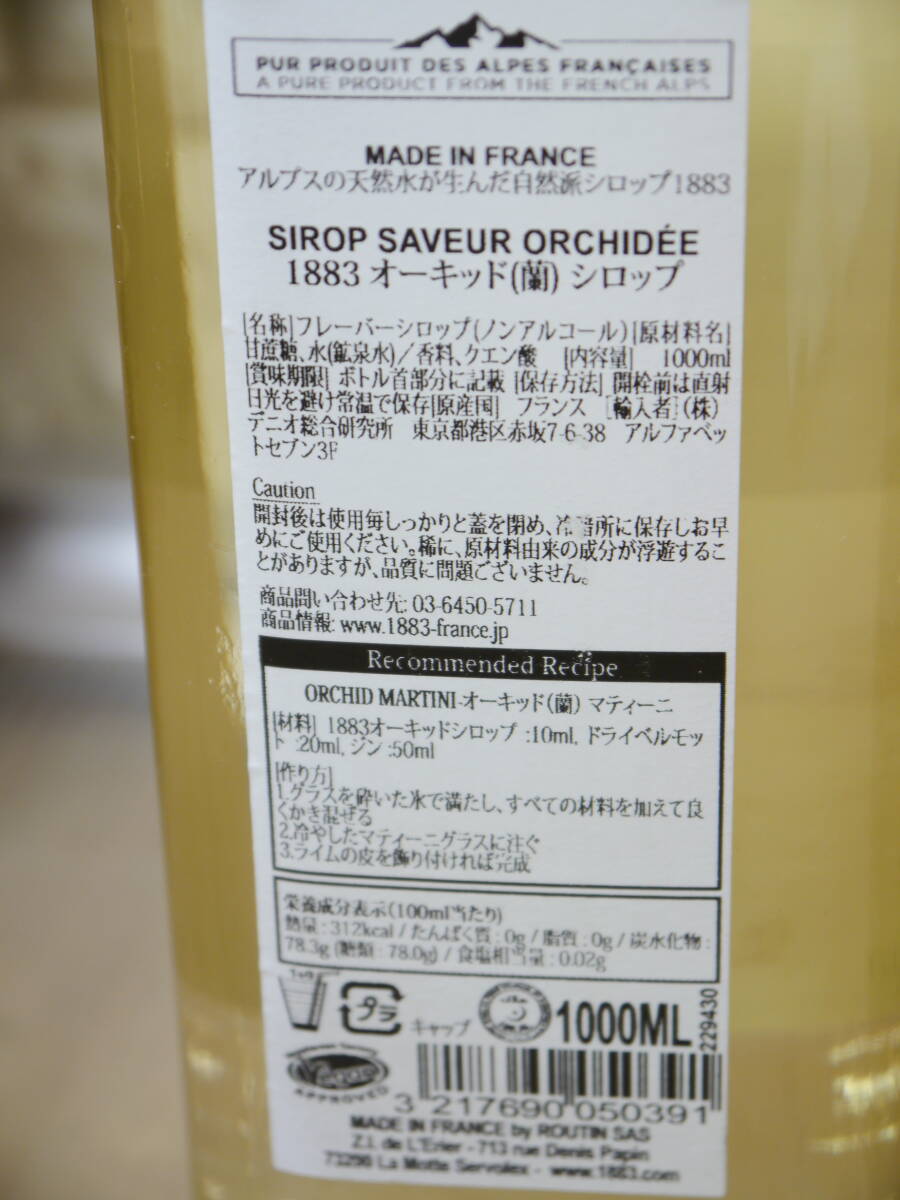 PUR PRODUIT DES ALPES FRANÇAISES
A PURE PRODUCT FROM THE FRENCH ALPS
MADE IN FRANCE
アルプスの天然水が生んだ自然派シロップ1883
SIROP SAVEUR ORCHIDÉE
1883 オーキッド(蘭) シロップ
[名称]フレーバーシロップ(ノンアルコール)[原材料名]
甘蔗糖、水(鉱泉水)／香料、クエン酸 [内容量] 1000ml
[賞味期限] ボトル首部分に記載 [保存方法] 開栓前は直射
日光を避け常温で保存[原産国] フランス [輸入者](株)
デニオ総合研究所 東京都港区赤坂7-6-38 アルファベッ
トセブン3F
Caution
開封後は使用毎しっかりと蓋を閉め、冷暗所に保存しお早
めにご使用ください。稀に、原材料由来の成分が浮遊するこ
とがありますが、品質に問題ございません。
商品問い合わせ先: 03-6450-5711
商品情報: www.1883-france.jp
Recommended Recipe
ORCHID MARTINI-オーキッド(蘭) マティーニ
[材料] 1883オーキッドシロップ :10ml, ドライベルモッ
ト :20ml, ジン :50ml
[作り方]
1.グラスを砕いた氷で満たし、すべての材料を加えて良
くかき混ぜる
2.冷やしたマティーニグラスに注ぐ
3.ライムの皮を飾り付ければ完成
栄養成分表示(100ml当たり)
熱量 : 312kcal / たんぱく質 : 0g / 脂質 : 0g / 炭水化物 :
78.3g (糖類 : 78.0g) / 食塩相当量 : 0.02g
プラ
キャップ
1000ML
229430
APPROVED
3 217690 050391
MADE IN FRANCE by ROUTIN SAS
Z.I. de L'Erier - 713 rue Denis Papin
73290 La Motte Servolex - www.1883.com